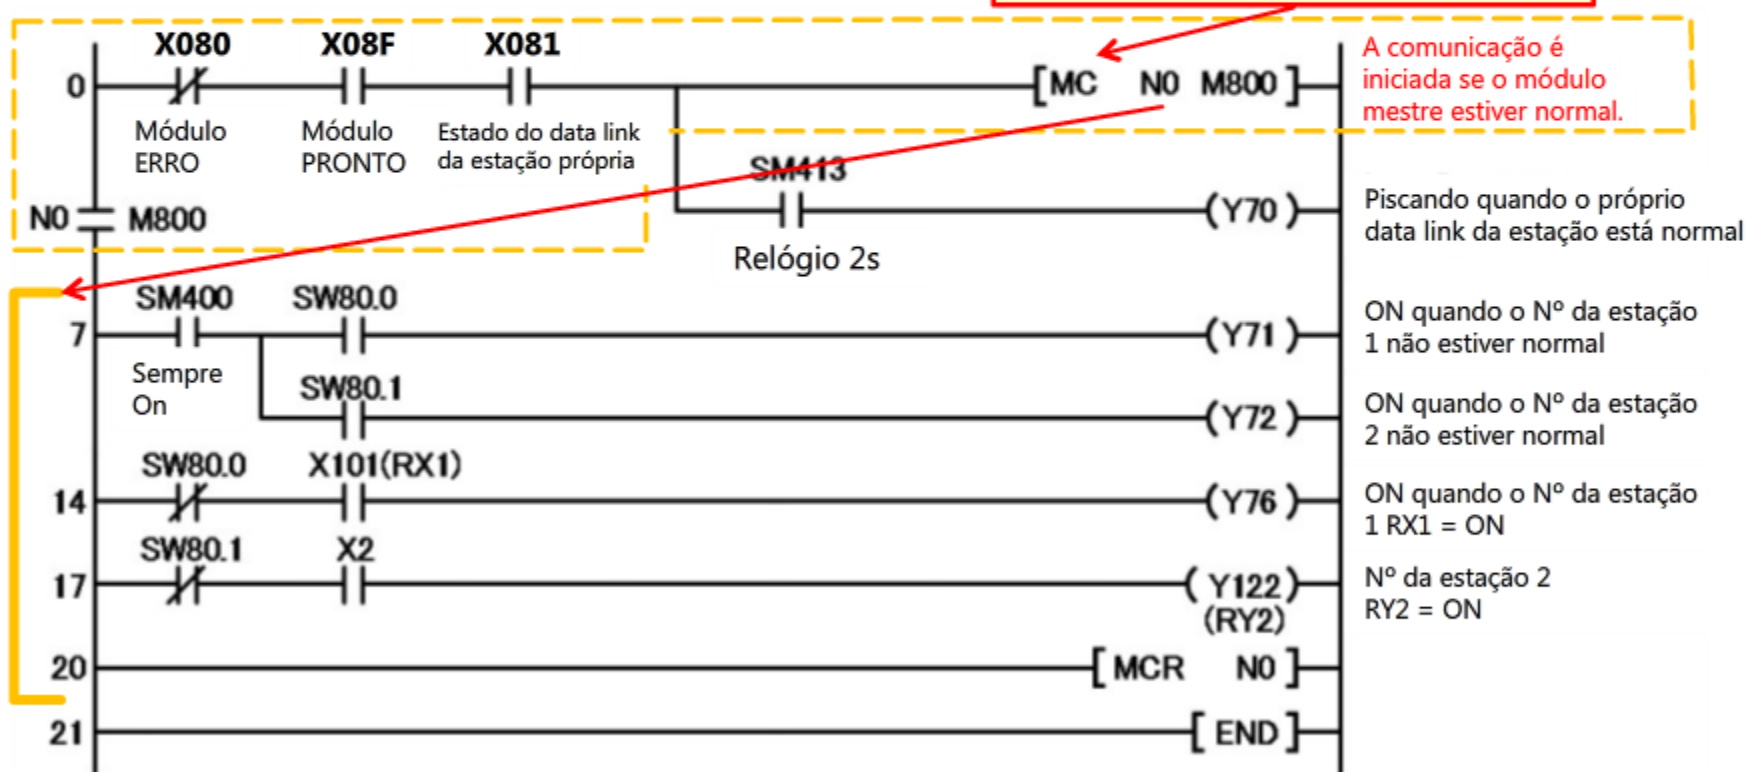 X080 X08F X081
0 [MC N0 M800]
A comunicação é
iniciada se o módulo
mestre estiver normal.
Módulo
ERRO
Módulo
PRONTO
Estado do data link
da estação própria
SM413
N0 M800
(Y70)
Piscando quando o próprio
data link da estação está normal
Relógio 2s
SM400 SW80.0
7 (Y71)
ON quando o Nº da estação
1 não estiver normal
Sempre
On
SW80.1
(Y72)
ON quando o Nº da estação
2 não estiver normal
SW80.0 X101(RX1)
14 (Y76)
ON quando o Nº da estação
1 RX1 = ON
SW80.1 X2
17 (Y122)
(RY2)
Nº da estação 2
RY2 = ON
20 [MCR N0]
21 [END]